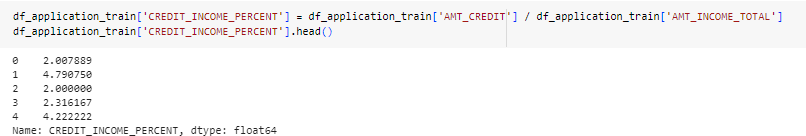 df_application_train['CREDIT_INCOME_PERCENT'] = df_application_train['AMT_CREDIT'] / df_application_train['AMT_INCOME_TOTAL']
df_application_train['CREDIT_INCOME_PERCENT'].head()
0    2.007889
1    4.790750
2    2.000000
3    2.316167
4    4.222222
Name: CREDIT_INCOME_PERCENT, dtype: float64